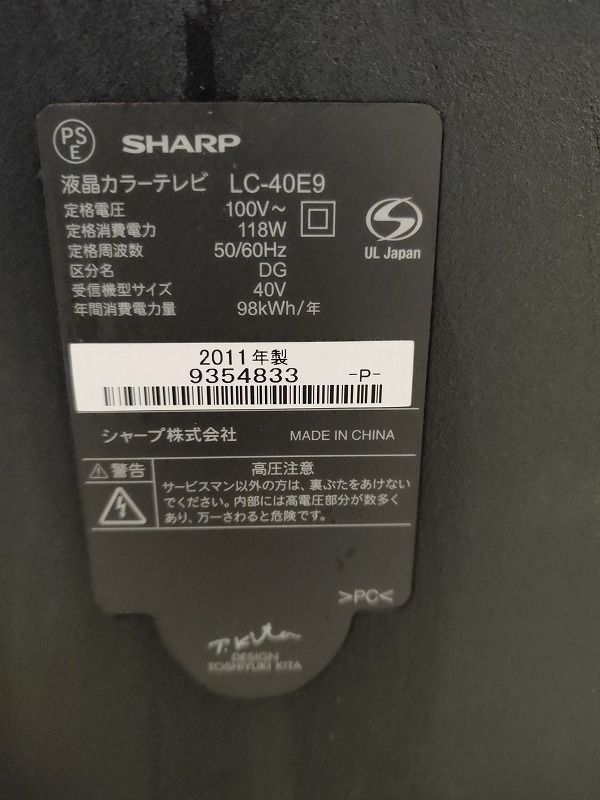 PS
E
SHARP
液晶カラーテレビ LC-40E9
定格電圧 100V～
定格消費電力 118W
定格周波数 50/60Hz
区分名 DG
受信機型サイズ 40V
年間消費電力量 98kWh/年
UL Japan
2011年製
9354833 -P-
シャープ株式会社 MADE IN CHINA
⚠警告 高圧注意
サービスマン以外の方は、裏ぶたをあけない
でください。内部には高電圧部分が数多く
あり、万一さわると危険です。
>PC<
T. Kita
DESIGN
TOSHIYUKI KITA